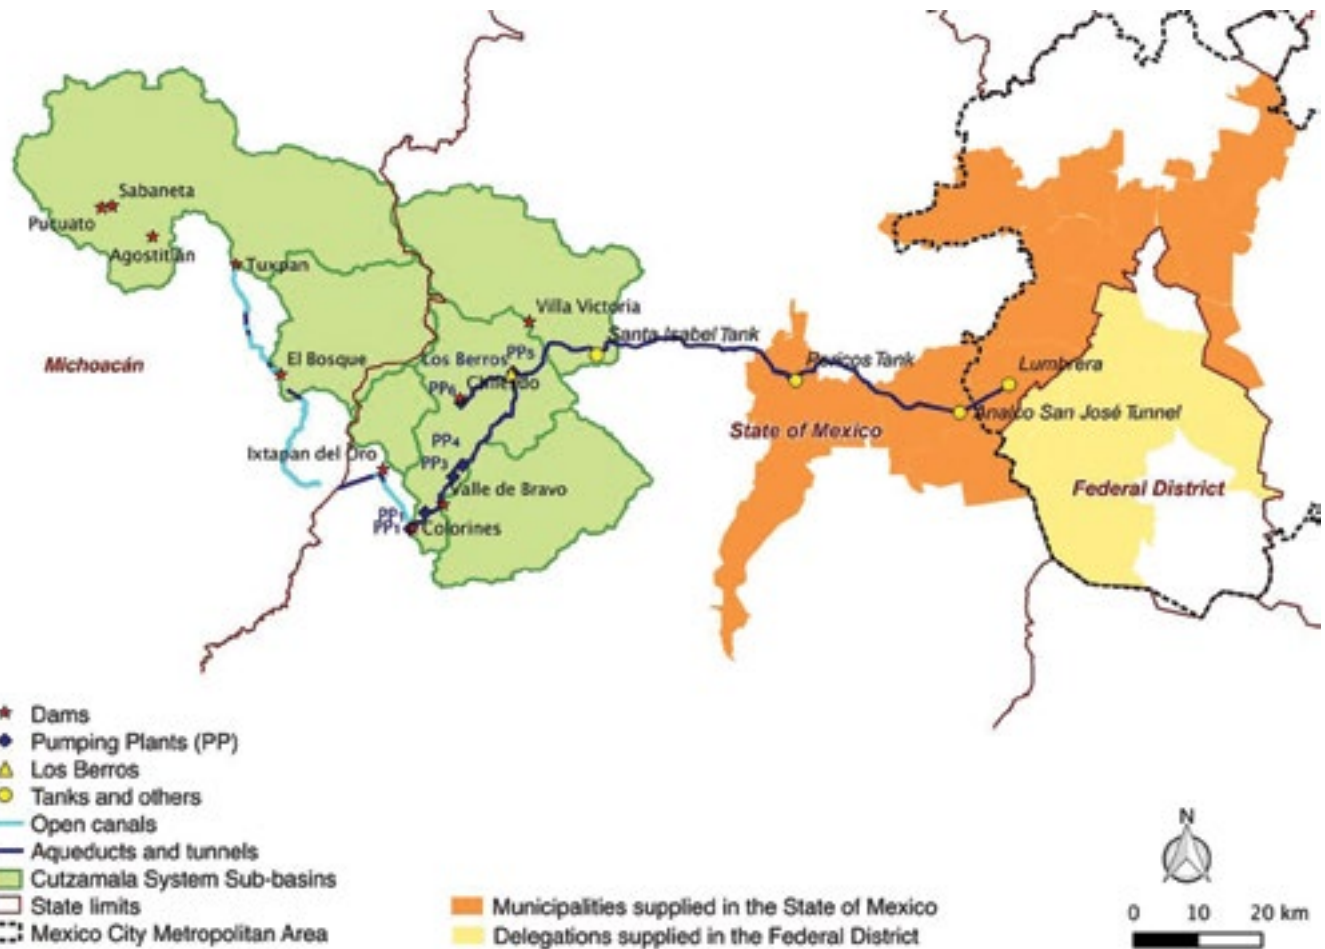 Sabaneta
Pucuato
Agostitlán
Tuxpan
Villa Victoria
Santa Isabel Tank
Michoacán
El Bosque
Los Berros
PP5
Pericos Tank
Lumbrera
PP6
Chilesdo
Analco San José Tunnel
State of Mexico
PP4
Ixtapan del Oro
PP3
Valle de Bravo
Federal District
PP1
Colorines
Dams
Pumping Plants (PP)
Los Berros
Tanks and others
Open canals
Aqueducts and tunnels
Cutzamala System Sub-basins
State limits
Mexico City Metropolitan Area
Municipalities supplied in the State of Mexico
Delegations supplied in the Federal District
N
0 10 20 km